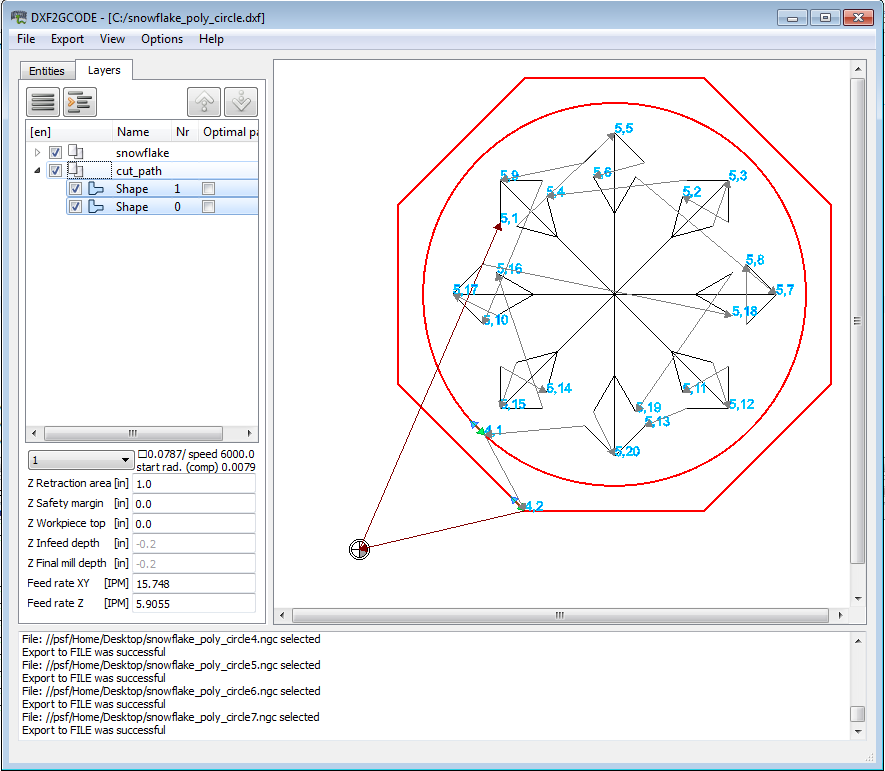 DXF2GCODE - [C:/snowflake_poly_circle.dxf]
File Export View Options Help
Entities Layers
[en] Name Nr Optimal pa
snowflake
cut_path
Shape 1
Shape 0
1
0.0787/ speed 6000.0
start rad. (comp) 0.0079
Z Retraction area [in] 1.0
Z Safety margin [in] 0.0
Z Workpiece top [in] 0.0
Z Infeed depth [in] -0.2
Z Final mill depth [in] -0.2
Feed rate XY [IPM] 15.748
Feed rate Z [IPM] 5.9055
5,5
5,9
5,6
5,4
5,2
5,3
5,1
5,16
5,8
5,17
5,7
5,10
5,18
5,14
5,11
5,15
5,19
5,12
5,13
4,1
5,20
4,2
File: //psf/Home/Desktop/snowflake_poly_circle4.ngc selected
Export to FILE was successful
File: //psf/Home/Desktop/snowflake_poly_circle5.ngc selected
Export to FILE was successful
File: //psf/Home/Desktop/snowflake_poly_circle6.ngc selected
Export to FILE was successful
File: //psf/Home/Desktop/snowflake_poly_circle7.ngc selected
Export to FILE was successful